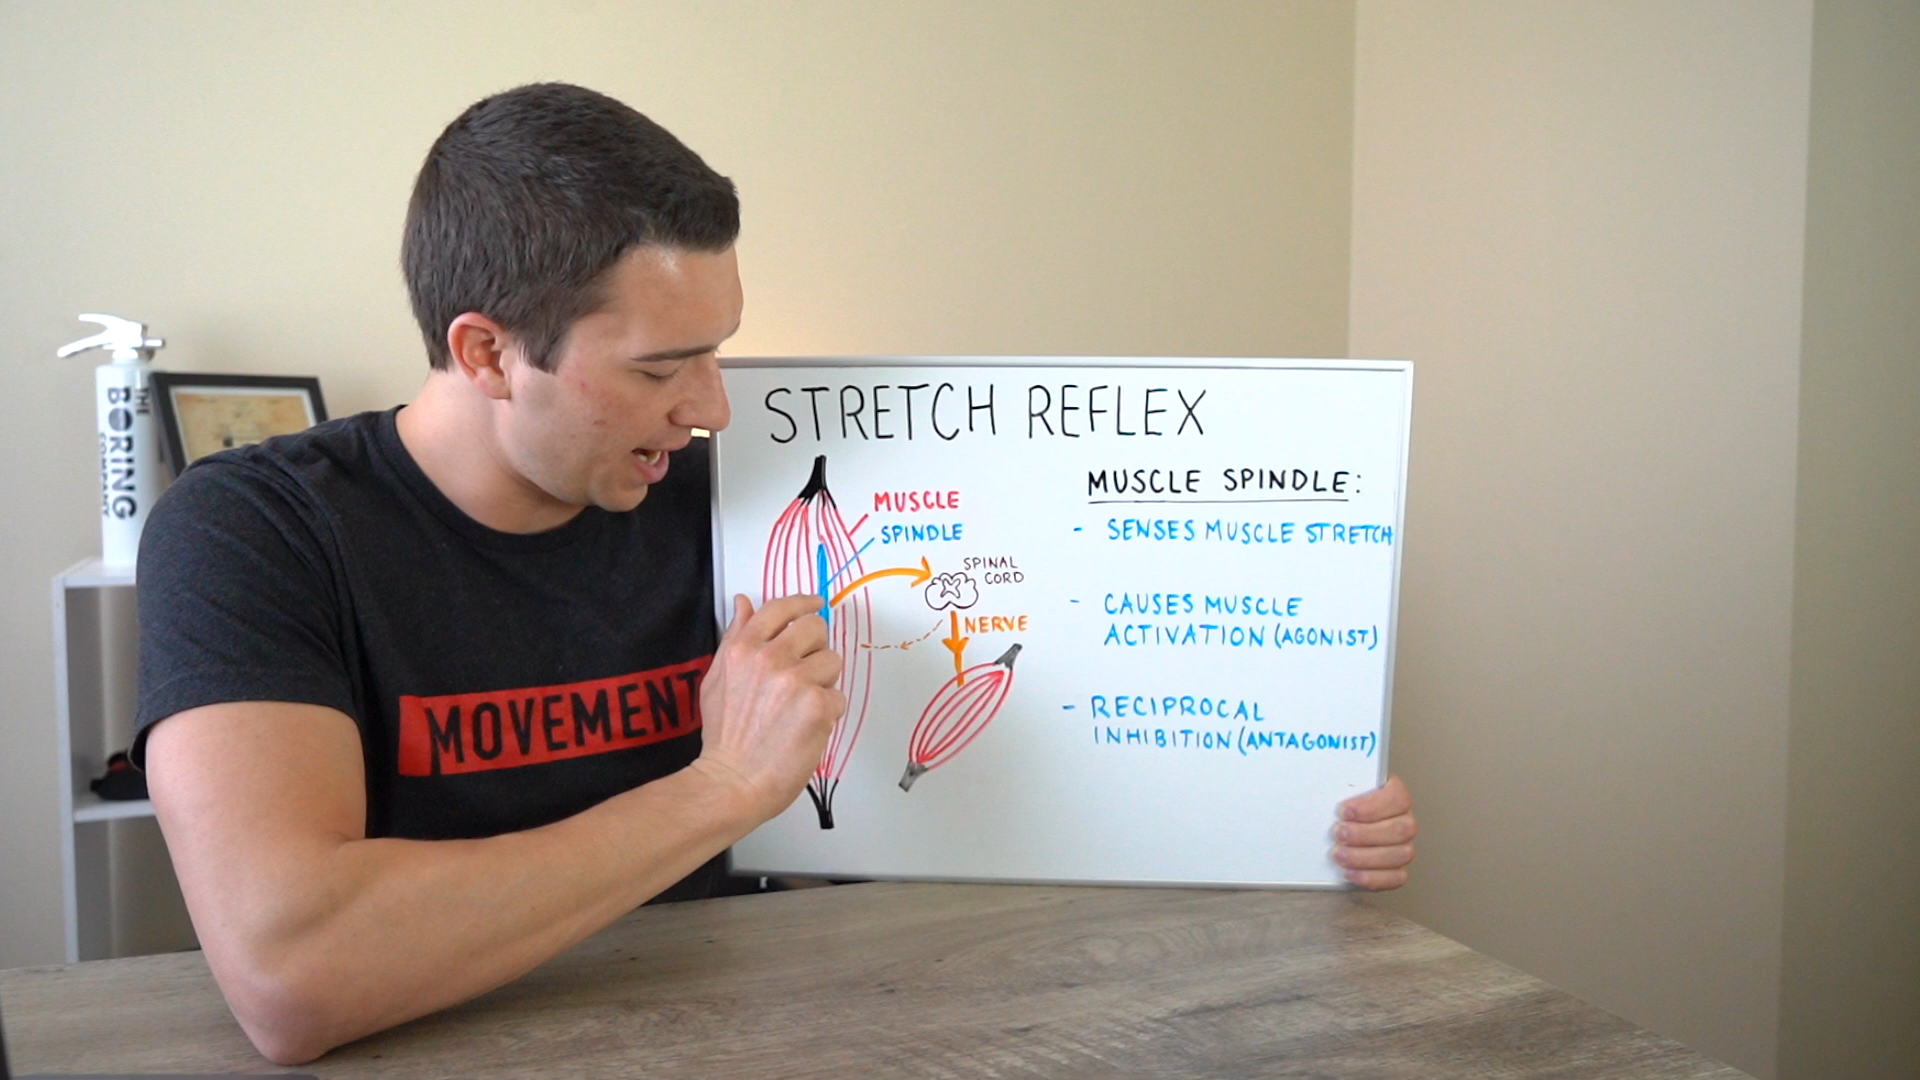 THE
BORING
COMPANY
MOVEMENT
STRETCH REFLEX
MUSCLE
SPINDLE
SPINAL
CORD
NERVE
MUSCLE SPINDLE:
- SENSES MUSCLE STRETCH
- CAUSES MUSCLE
ACTIVATION (AGONIST)
- RECIPROCAL
INHIBITION (ANTAGONIST)